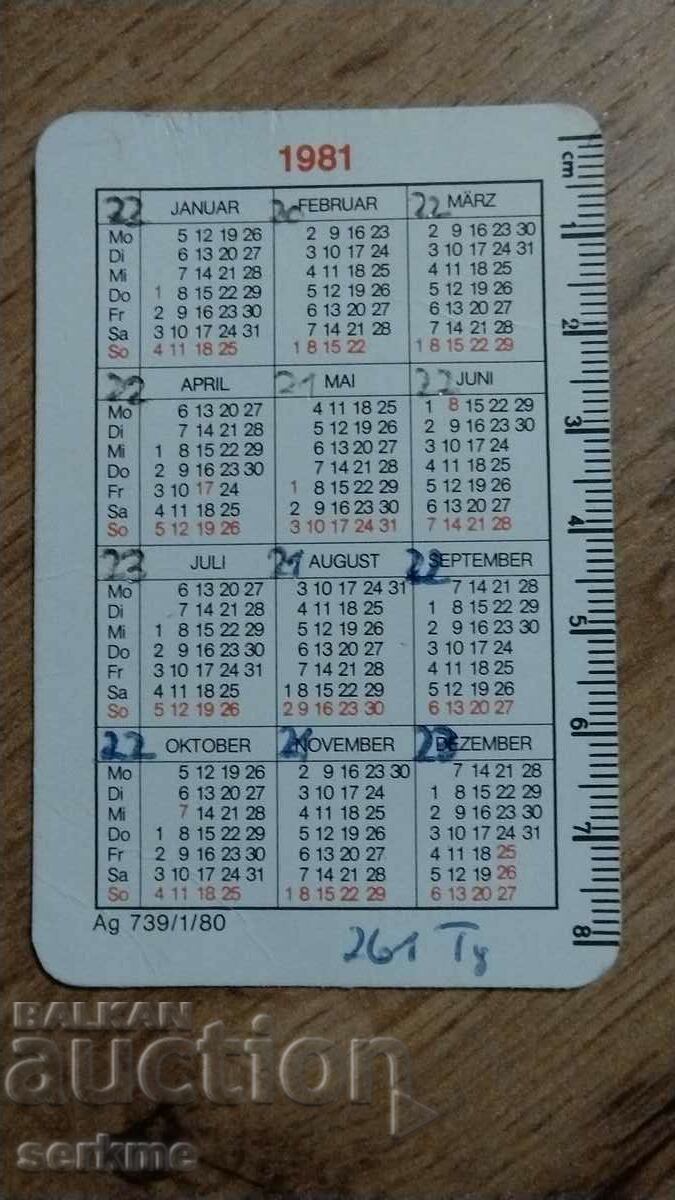 1981
cm
22 JANUAR 20 FEBRUAR 22 MÄRZ
Mo 5 12 19 26 2 9 16 23 2 9 16 23 30
Di 6 13 20 27 3 10 17 24 3 10 17 24 31
Mi 7 14 21 28 4 11 18 25 4 11 18 25
Do 1 8 15 22 29 5 12 19 26 5 12 19 26
Fr 2 9 16 23 30 6 13 20 27 6 13 20 27
Sa 3 10 17 24 31 7 14 21 28 7 14 21 28
So 4 11 18 25 1 8 15 22 1 8 15 22 29
22 APRIL 21 MAI 22 JUNI
Mo 6 13 20 27 4 11 18 25 1 8 15 22 29
Di 7 14 21 28 5 12 19 26 2 9 16 23 30
Mi 1 8 15 22 29 6 13 20 27 3 10 17 24
Do 2 9 16 23 30 7 14 21 28 4 11 18 25
Fr 3 10 17 24 1 8 15 22 29 5 12 19 26
Sa 4 11 18 25 2 9 16 23 30 6 13 20 27
So 5 12 19 26 3 10 17 24 31 7 14 21 28
23 JULI 21 AUGUST 22 SEPTEMBER
Mo 6 13 20 27 3 10 17 24 31 7 14 21 28
Di 7 14 21 28 4 11 18 25 1 8 15 22 29
Mi 1 8 15 22 29 5 12 19 26 2 9 16 23 30
Do 2 9 16 23 30 6 13 20 27 3 10 17 24
Fr 3 10 17 24 31 7 14 21 28 4 11 18 25
Sa 4 11 18 25 1 8 15 22 29 5 12 19 26
So 5 12 19 26 2 9 16 23 30 6 13 20 27
22 OKTOBER 21 NOVEMBER 23 DEZEMBER
Mo 5 12 19 26 2 9 16 23 30 7 14 21 28
Di 6 13 20 27 3 10 17 24 1 8 15 22 29
Mi 7 14 21 28 4 11 18 25 2 9 16 23 30
Do 1 8 15 22 29 5 12 19 26 3 10 17 24 31
Fr 2 9 16 23 30 6 13 20 27 4 11 18 25
Sa 3 10 17 24 31 7 14 21 28 5 12 19 26
So 4 11 18 25 1 8 15 22 29 6 13 20 27
Ag 739/1/80
261 Tg
1
2
3
4
5
6
7
8
BALKAN
auction
serkme